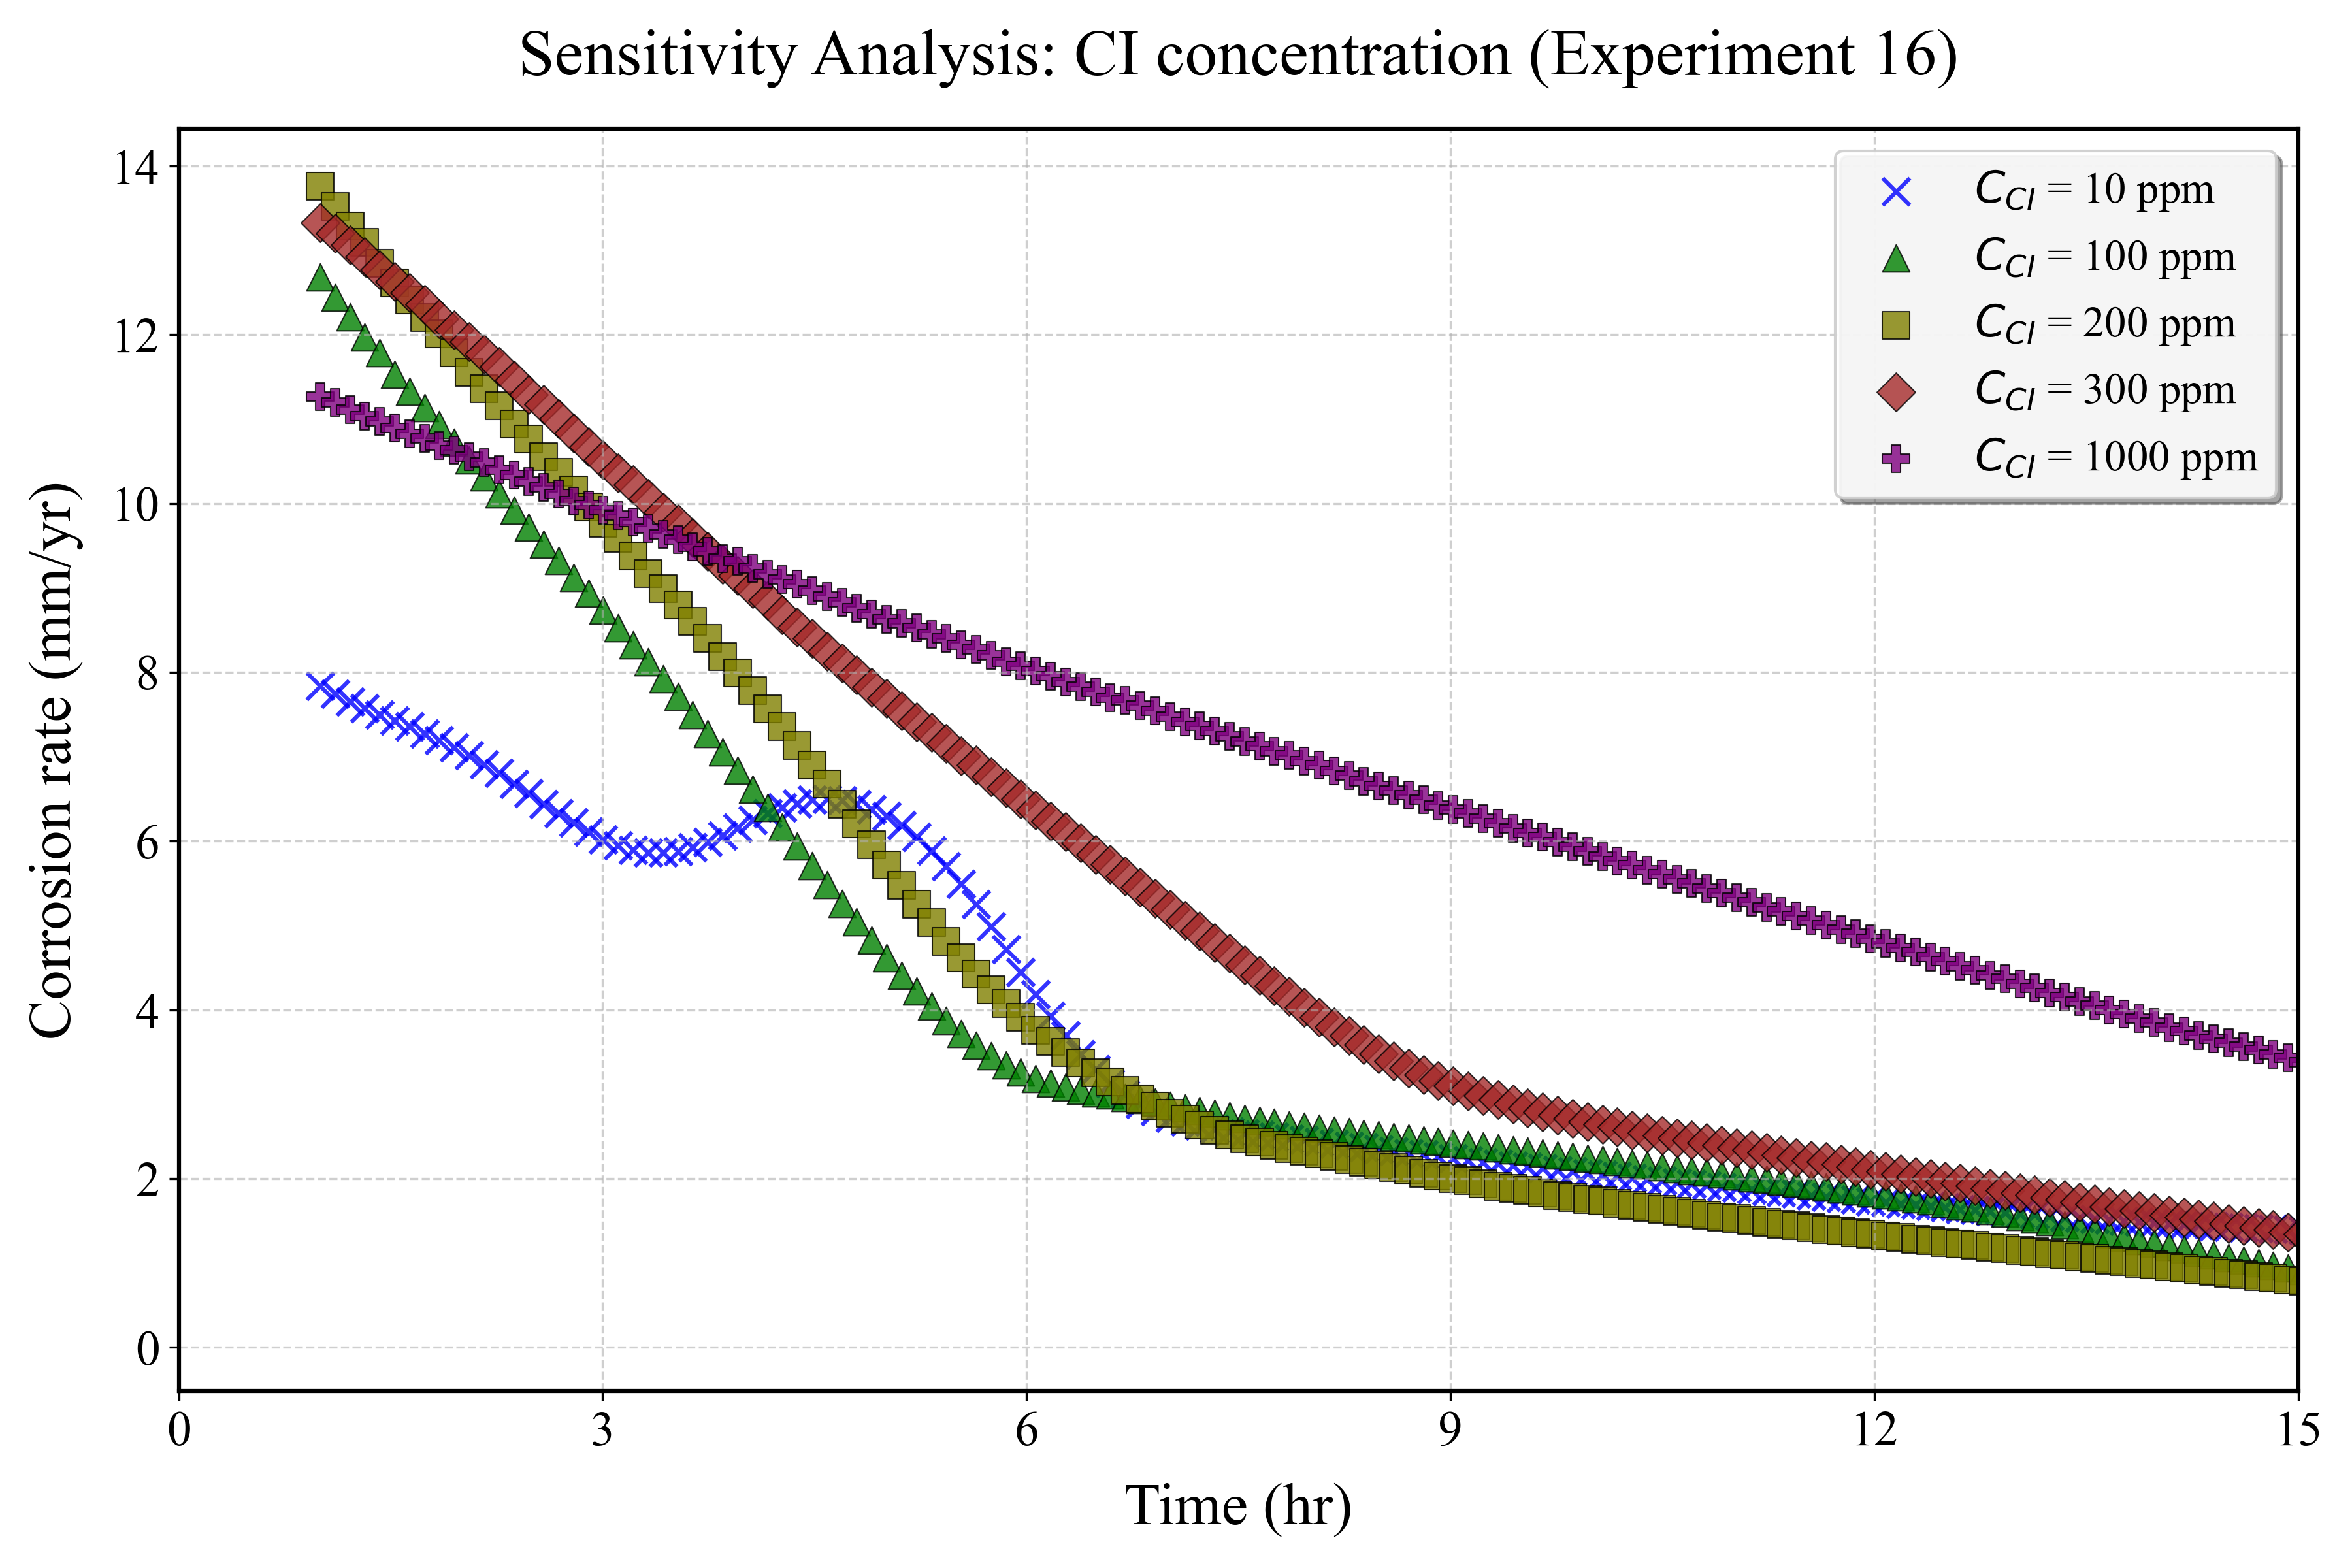 Sensitivity Analysis: CI concentration (Experiment 16)
14
12
10
8
6
4
2
0
Corrosion rate (mm/yr)
C_CI = 10 ppm
C_CI = 100 ppm
C_CI = 200 ppm
C_CI = 300 ppm
C_CI = 1000 ppm
0 3 6 9 12 15
Time (hr)